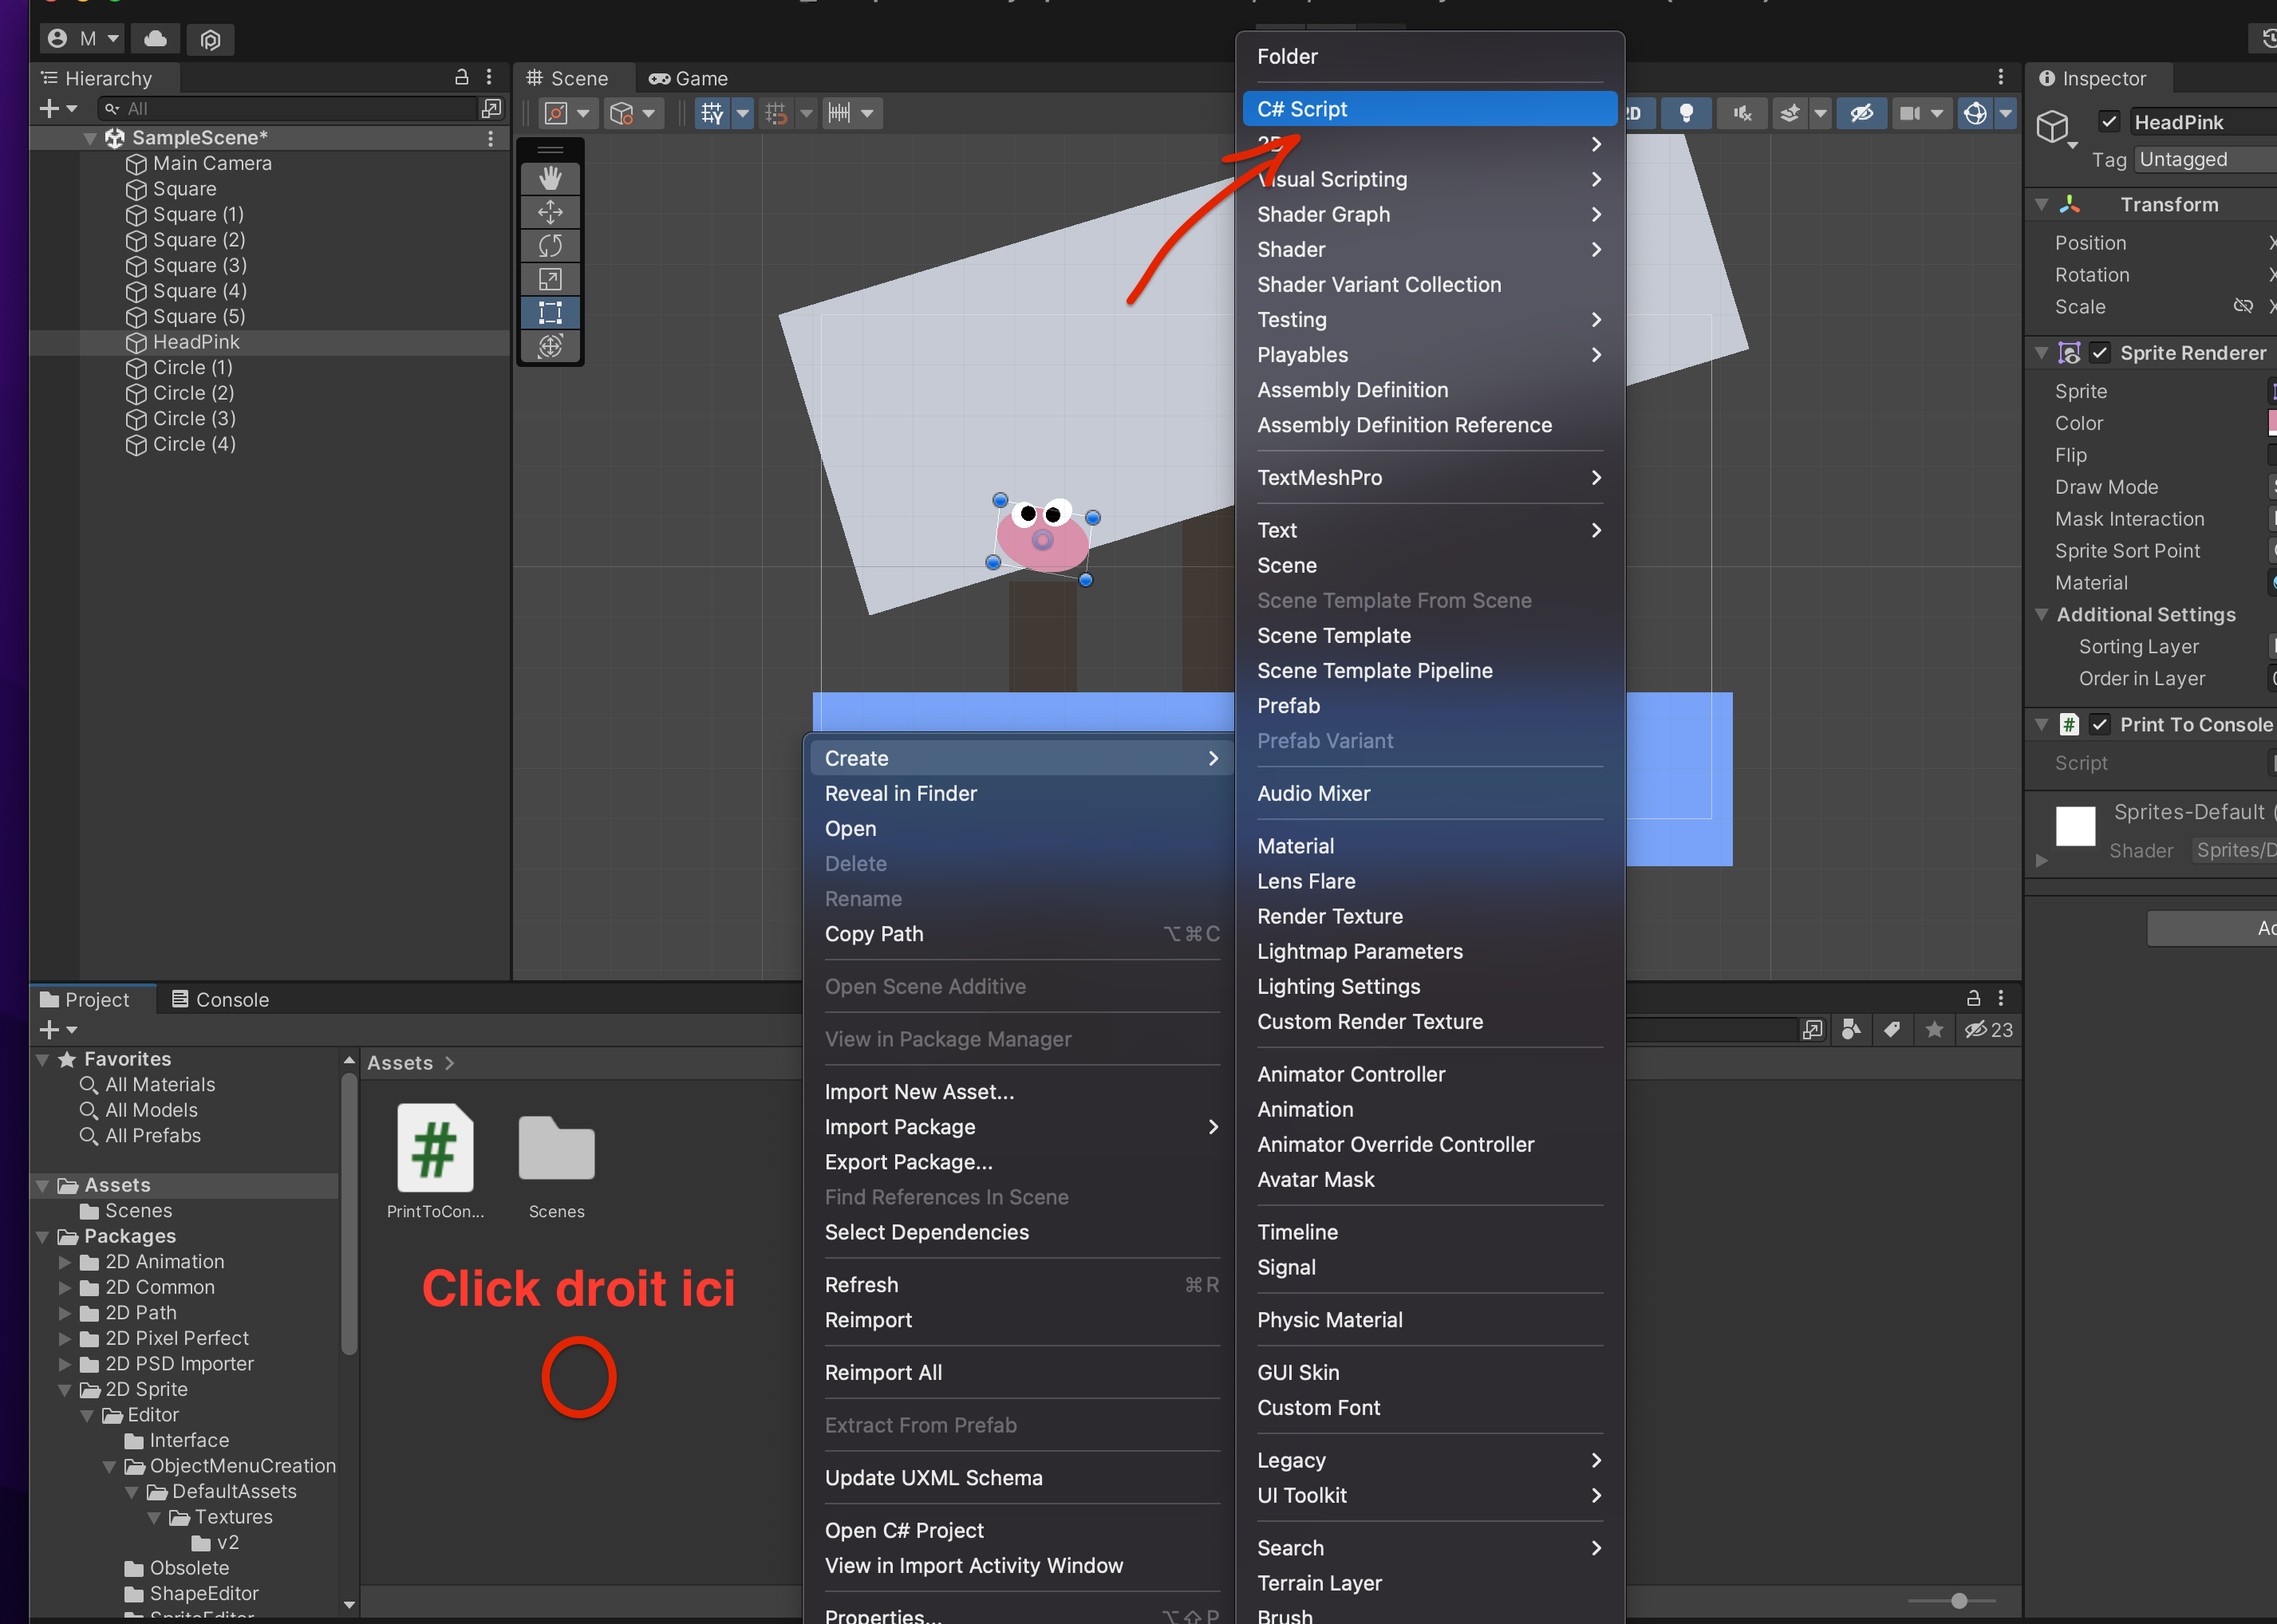 M
Hierarchy
All
SampleScene*
Main Camera
Square
Square (1)
Square (2)
Square (3)
Square (4)
Square (5)
HeadPink
Circle (1)
Circle (2)
Circle (3)
Circle (4)
Scene
Game
Folder
C# Script
2D
Visual Scripting
Shader Graph
Shader
Shader Variant Collection
Testing
Playables
Assembly Definition
Assembly Definition Reference
TextMeshPro
Text
Scene
Scene Template From Scene
Scene Template
Scene Template Pipeline
Prefab
Prefab Variant
Audio Mixer
Material
Lens Flare
Render Texture
Lightmap Parameters
Lighting Settings
Custom Render Texture
Animator Controller
Animation
Animator Override Controller
Avatar Mask
Timeline
Signal
Physic Material
GUI Skin
Custom Font
Legacy
UI Toolkit
Search
Terrain Layer
Brush
Create
Reveal in Finder
Open
Delete
Rename
Copy Path ⌥⌘C
Open Scene Additive
View in Package Manager
Import New Asset...
Import Package
Export Package...
Find References In Scene
Select Dependencies
Refresh ⌘R
Reimport
Reimport All
Extract From Prefab
Update UXML Schema
Open C# Project
View in Import Activity Window
Properties... ⌥⇧P
Inspector
HeadPink
Tag Untagged
Transform
Position X
Rotation X
Scale X
Sprite Renderer
Sprite
Color
Flip
Draw Mode
Mask Interaction
Sprite Sort Point
Material
Additional Settings
Sorting Layer
Order in Layer
Print To Console
Script
Sprites-Default (
Shader Sprites/D
Project
Console
23
Favorites
All Materials
All Models
All Prefabs
Assets
Scenes
Packages
2D Animation
2D Common
2D Path
2D Pixel Perfect
2D PSD Importer
2D Sprite
Editor
Interface
ObjectMenuCreation
DefaultAssets
Textures
v2
Obsolete
ShapeEditor
SpriteEditor
Assets >
PrintToCon...
Scenes
Click droit ici